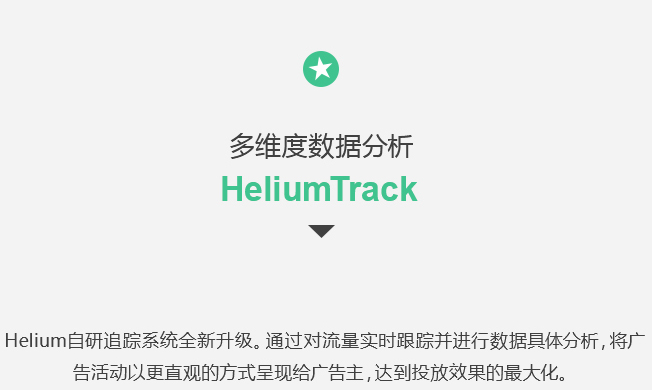 多维度数据分析
HeliumTrack
Helium自研追踪系统全新升级。通过对流量实时跟踪并进行数据具体分析,将广
告活动以更直观的方式呈现给广告主,达到投放效果的最大化。